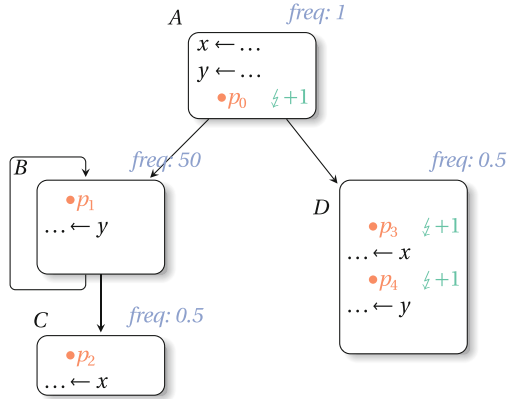 A
freq: 1
x ← …
y ← …
p₀ ↯+1
B
freq: 50
p₁
… ← y
C
freq: 0.5
p₂
… ← x
D
freq: 0.5
p₃ ↯+1
… ← x
p₄ ↯+1
… ← y